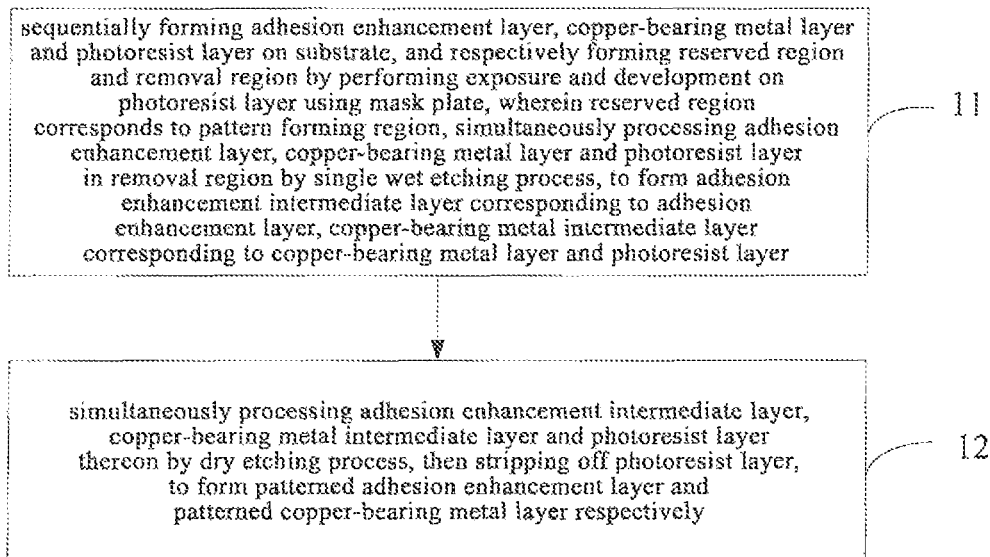 sequentially forming adhesion enhancement layer, copper-bearing metal layer
and photoresist layer on substrate, and respectively forming reserved region
and removal region by performing exposure and development on
photoresist layer using mask plate, wherein reserved region
corresponds to pattern forming region, simultaneously processing adhesion
enhancement layer, copper-bearing metal layer and photoresist layer
in removal region by single wet etching process, to form adhesion
enhancement intermediate layer corresponding to adhesion
enhancement layer, copper-bearing metal intermediate layer
corresponding to copper-bearing metal layer and photoresist layer
11
simultaneously processing adhesion enhancement intermediate layer,
copper-bearing metal intermediate layer and photoresist layer
thereon by dry etching process, then stripping off photoresist layer,
to form patterned adhesion enhancement layer and
patterned copper-bearing metal layer respectively
12